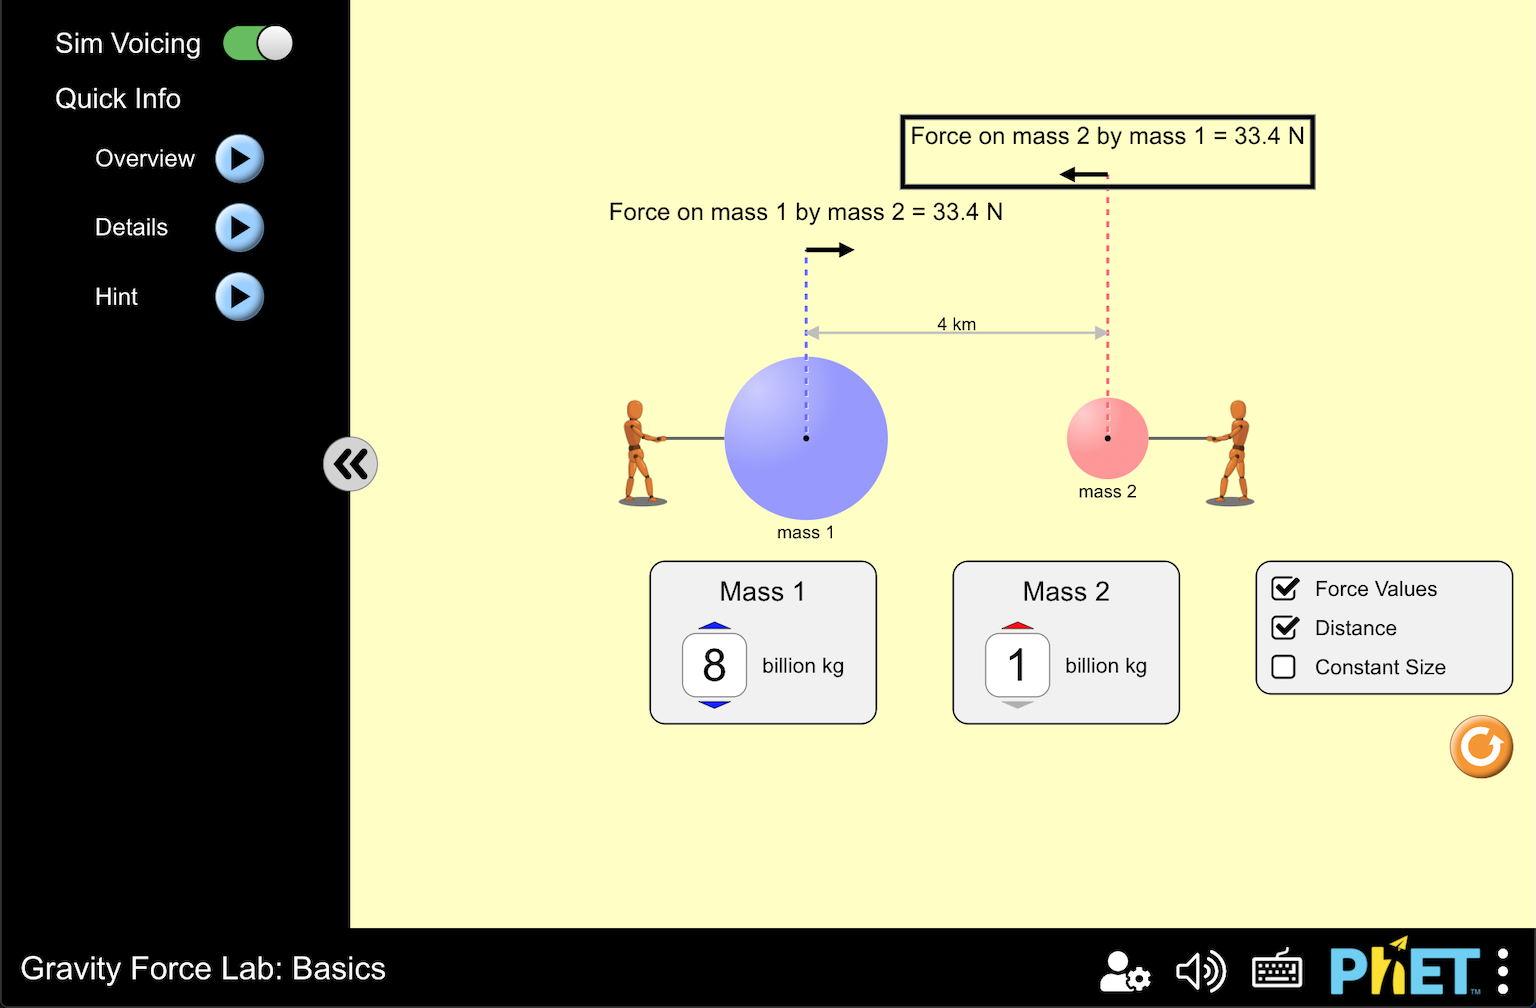 Sim Voicing
Quick Info
Overview
Details
Hint
Force on mass 2 by mass 1 = 33.4 N
Force on mass 1 by mass 2 = 33.4 N
4 km
mass 2
mass 1
Mass 1
8 billion kg
Mass 2
1 billion kg
Force Values
Distance
Constant Size
Gravity Force Lab: Basics
PhET™